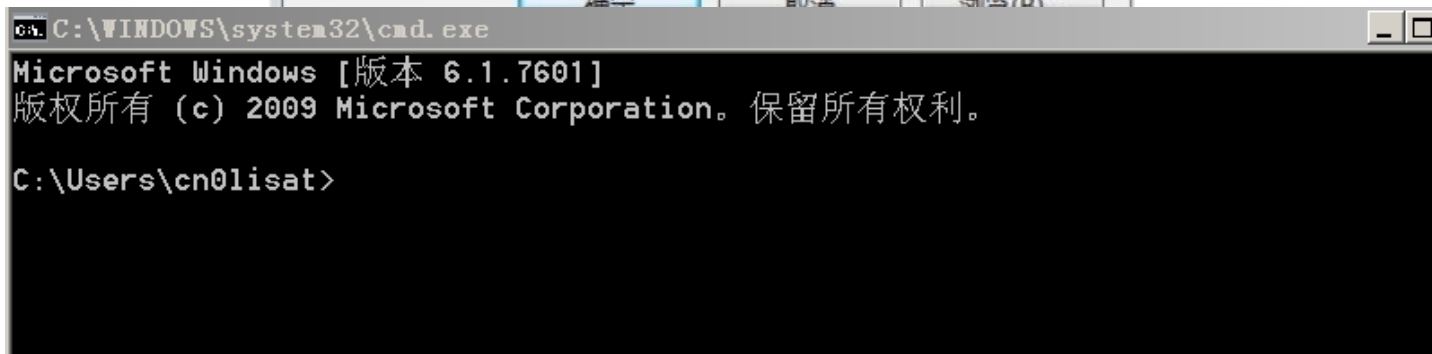 C:\WINDOWS\system32\cmd.exe
Microsoft Windows [版本 6.1.7601]
版权所有 (c) 2009 Microsoft Corporation。保留所有权利。
C:\Users\cn0lisat>